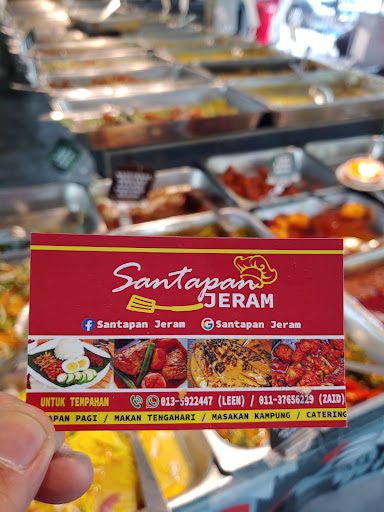 Santapan
JERAM
Santapan Jeram
Santapan Jeram
UNTUK TEMPAHAN 013-5922447 (LEEN) / 011-37656229 (ZAID)
APAN PAGI / MAKAN TENGAHARI / MASAKAN KAMPUNG / CATERING